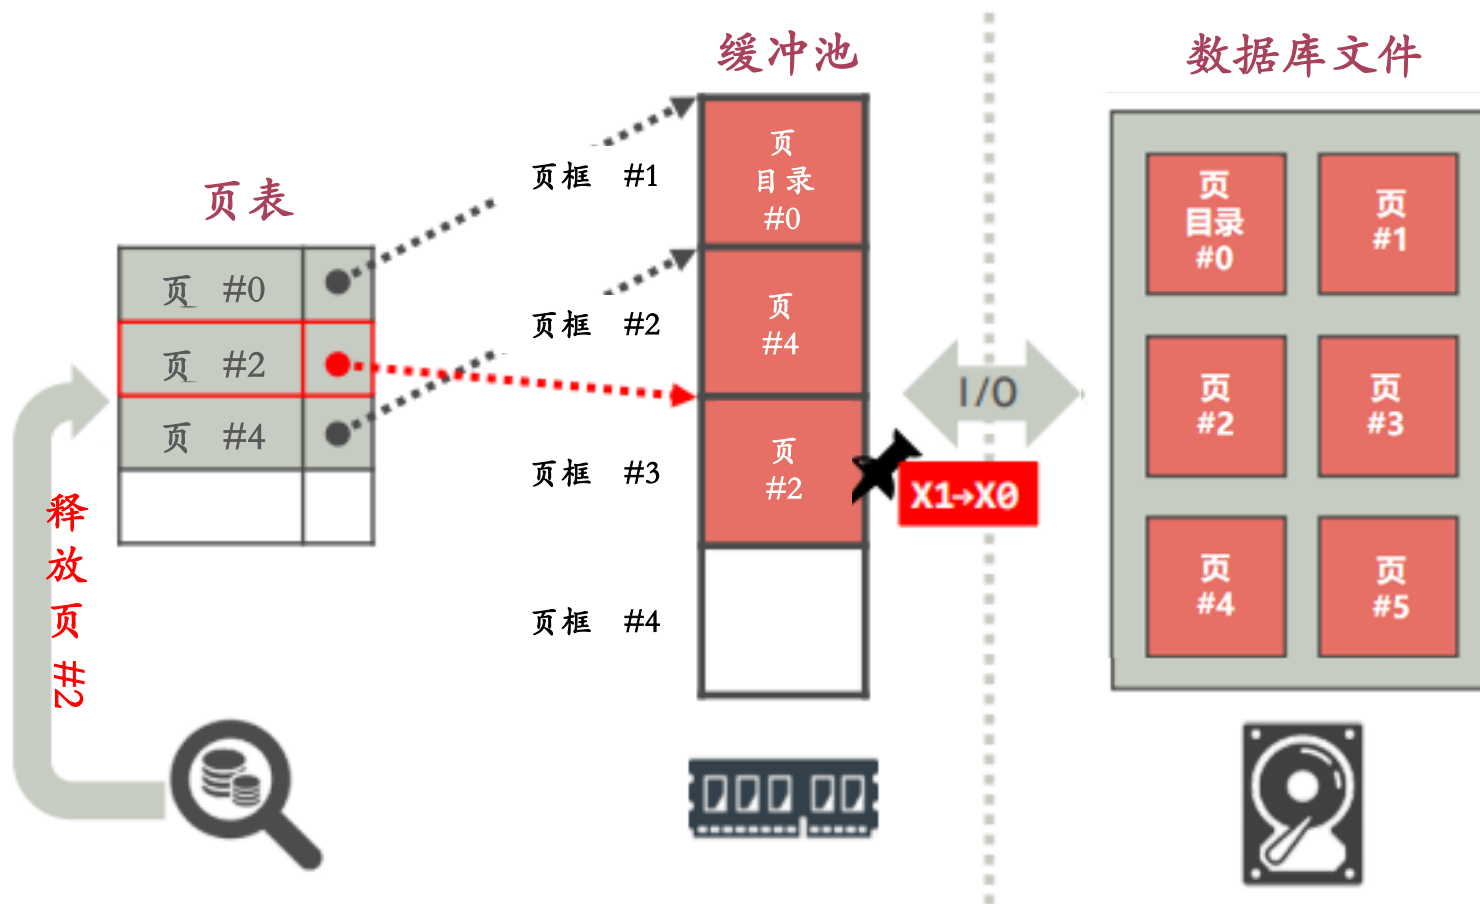 缓冲池
数据库文件
页表
页 #0
页 #2
页 #4
释
放
页
#2
页框 #1
页框 #2
页框 #3
页框 #4
页
目录
#0
页
#4
页
#2
X1→X0
I/O
页
目录
#0
页
#1
页
#2
页
#3
页
#4
页
#5